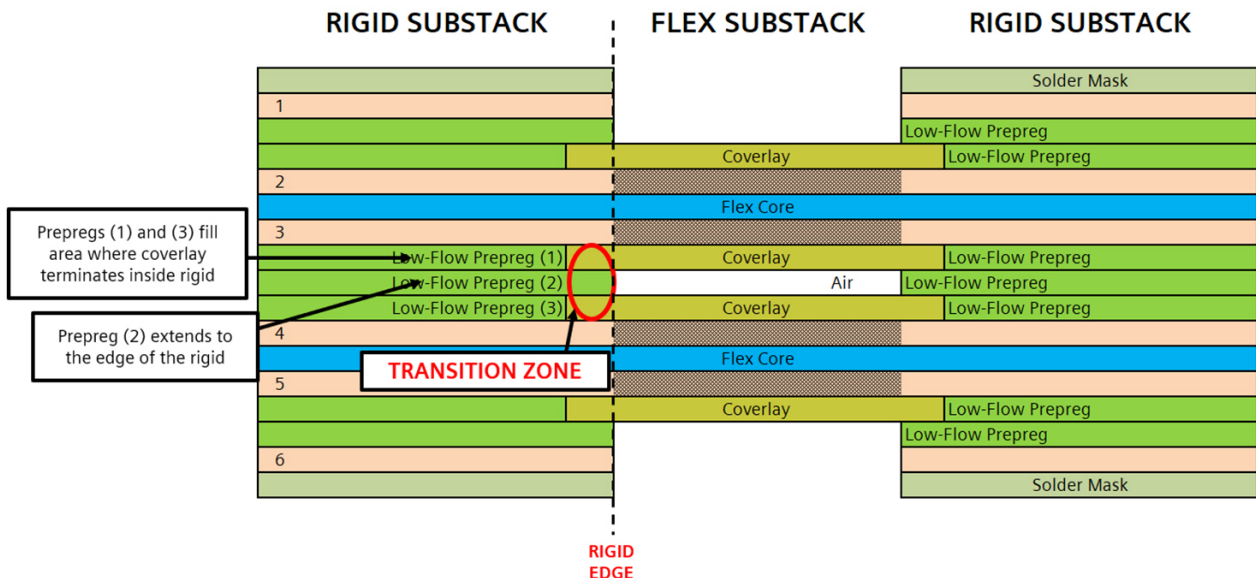 RIGID SUBSTACK
FLEX SUBSTACK
RIGID SUBSTACK
Solder Mask
1
Low-Flow Prepreg
Coverlay
Low-Flow Prepreg
2
Flex Core
3
Prepregs (1) and (3) fill
area where coverlay
terminates inside rigid
Low-Flow Prepreg (1)
Coverlay
Low-Flow Prepreg
Low-Flow Prepreg (2)
Air
Low-Flow Prepreg
Low-Flow Prepreg (3)
Coverlay
Low-Flow Prepreg
Prepreg (2) extends to
the edge of the rigid
4
Flex Core
TRANSITION ZONE
5
Coverlay
Low-Flow Prepreg
Low-Flow Prepreg
6
Solder Mask
RIGID
EDGE